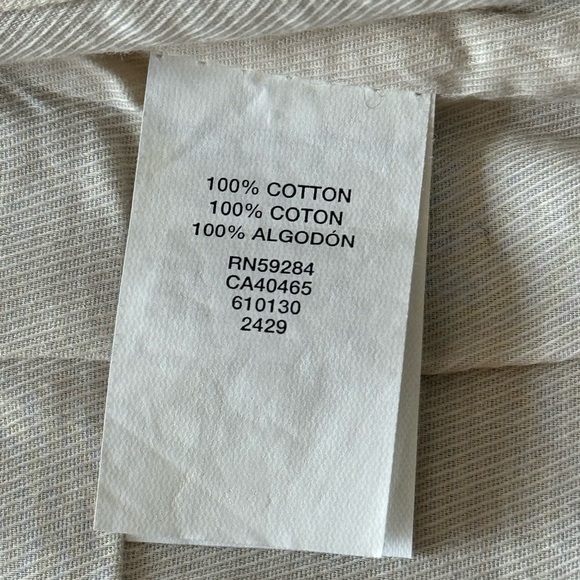 100% COTTON
100% COTON
100% ALGODÓN
RN59284
CA40465
610130
2429